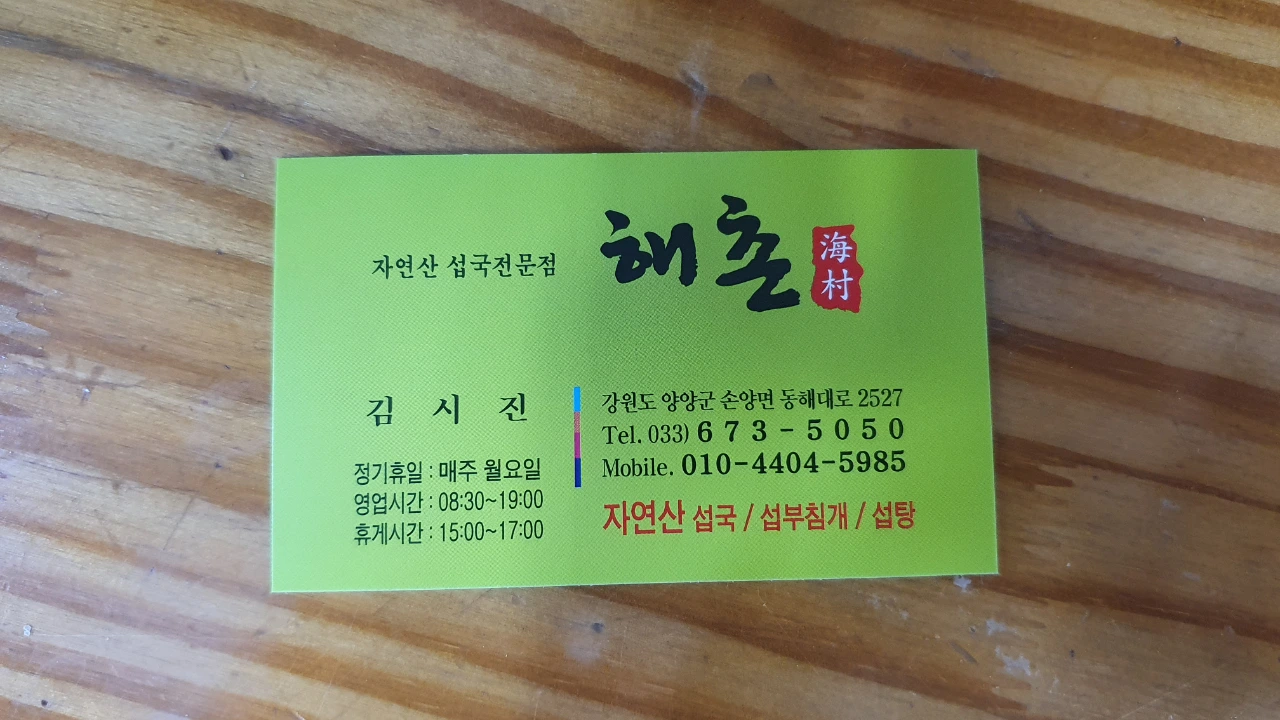 자연산 섭국전문점
해촌
海村
김 시 진
정기휴일 : 매주 월요일
영업시간 : 08:30~19:00
휴게시간 : 15:00~17:00
강원도 양양군 손양면 동해대로 2527
Tel. 033) 673-5050
Mobile. 010-4404-5985
자연산 섭국 / 섭부침개 / 섭탕